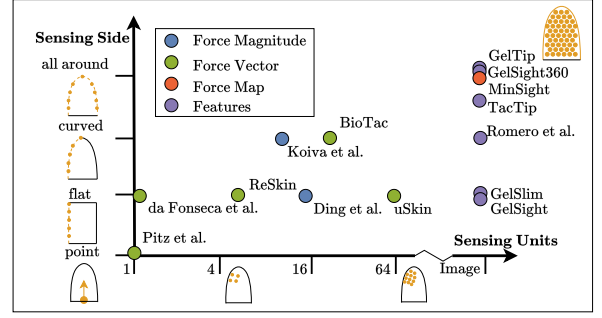 Sensing Side
Force Magnitude
Force Vector
Force Map
Features
all around
curved
flat
point
GelTip
GelSight360
MinSight
TacTip
Romero et al.
BioTac
Koiva et al.
ReSkin
da Fonseca et al.
Ding et al.
uSkin
GelSlim
GelSight
Pitz et al.
Sensing Units
1
4
16
64
Image